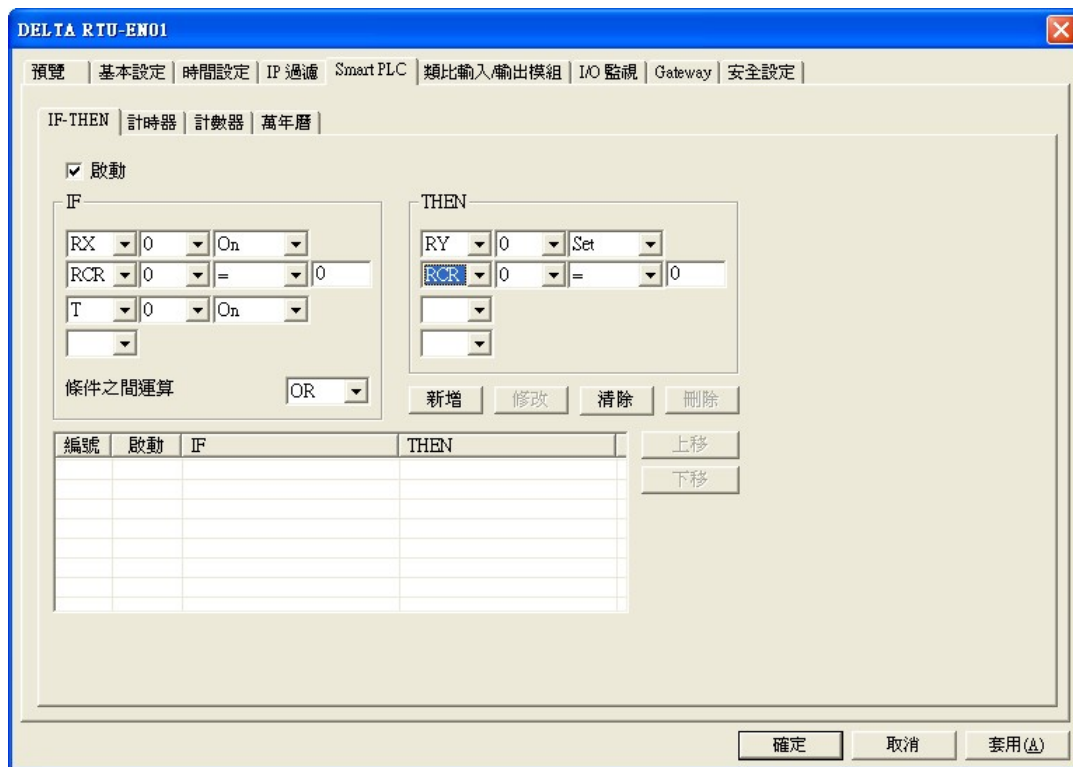 DELTA RTU-EN01
預覽 基本設定 時間設定 IP 過濾 Smart PLC 類比輸入/輸出模組 I/O 監視 Gateway 安全設定
IF-THEN 計時器 計數器 萬年曆
啟動
IF THEN
RX 0 On RY 0 Set
RCR 0 = 0 RCR 0 = 0
T 0 On
條件之間運算 OR
新增 修改 清除 刪除
編號 啟動 IF THEN 上移
下移
確定 取消 套用(A)